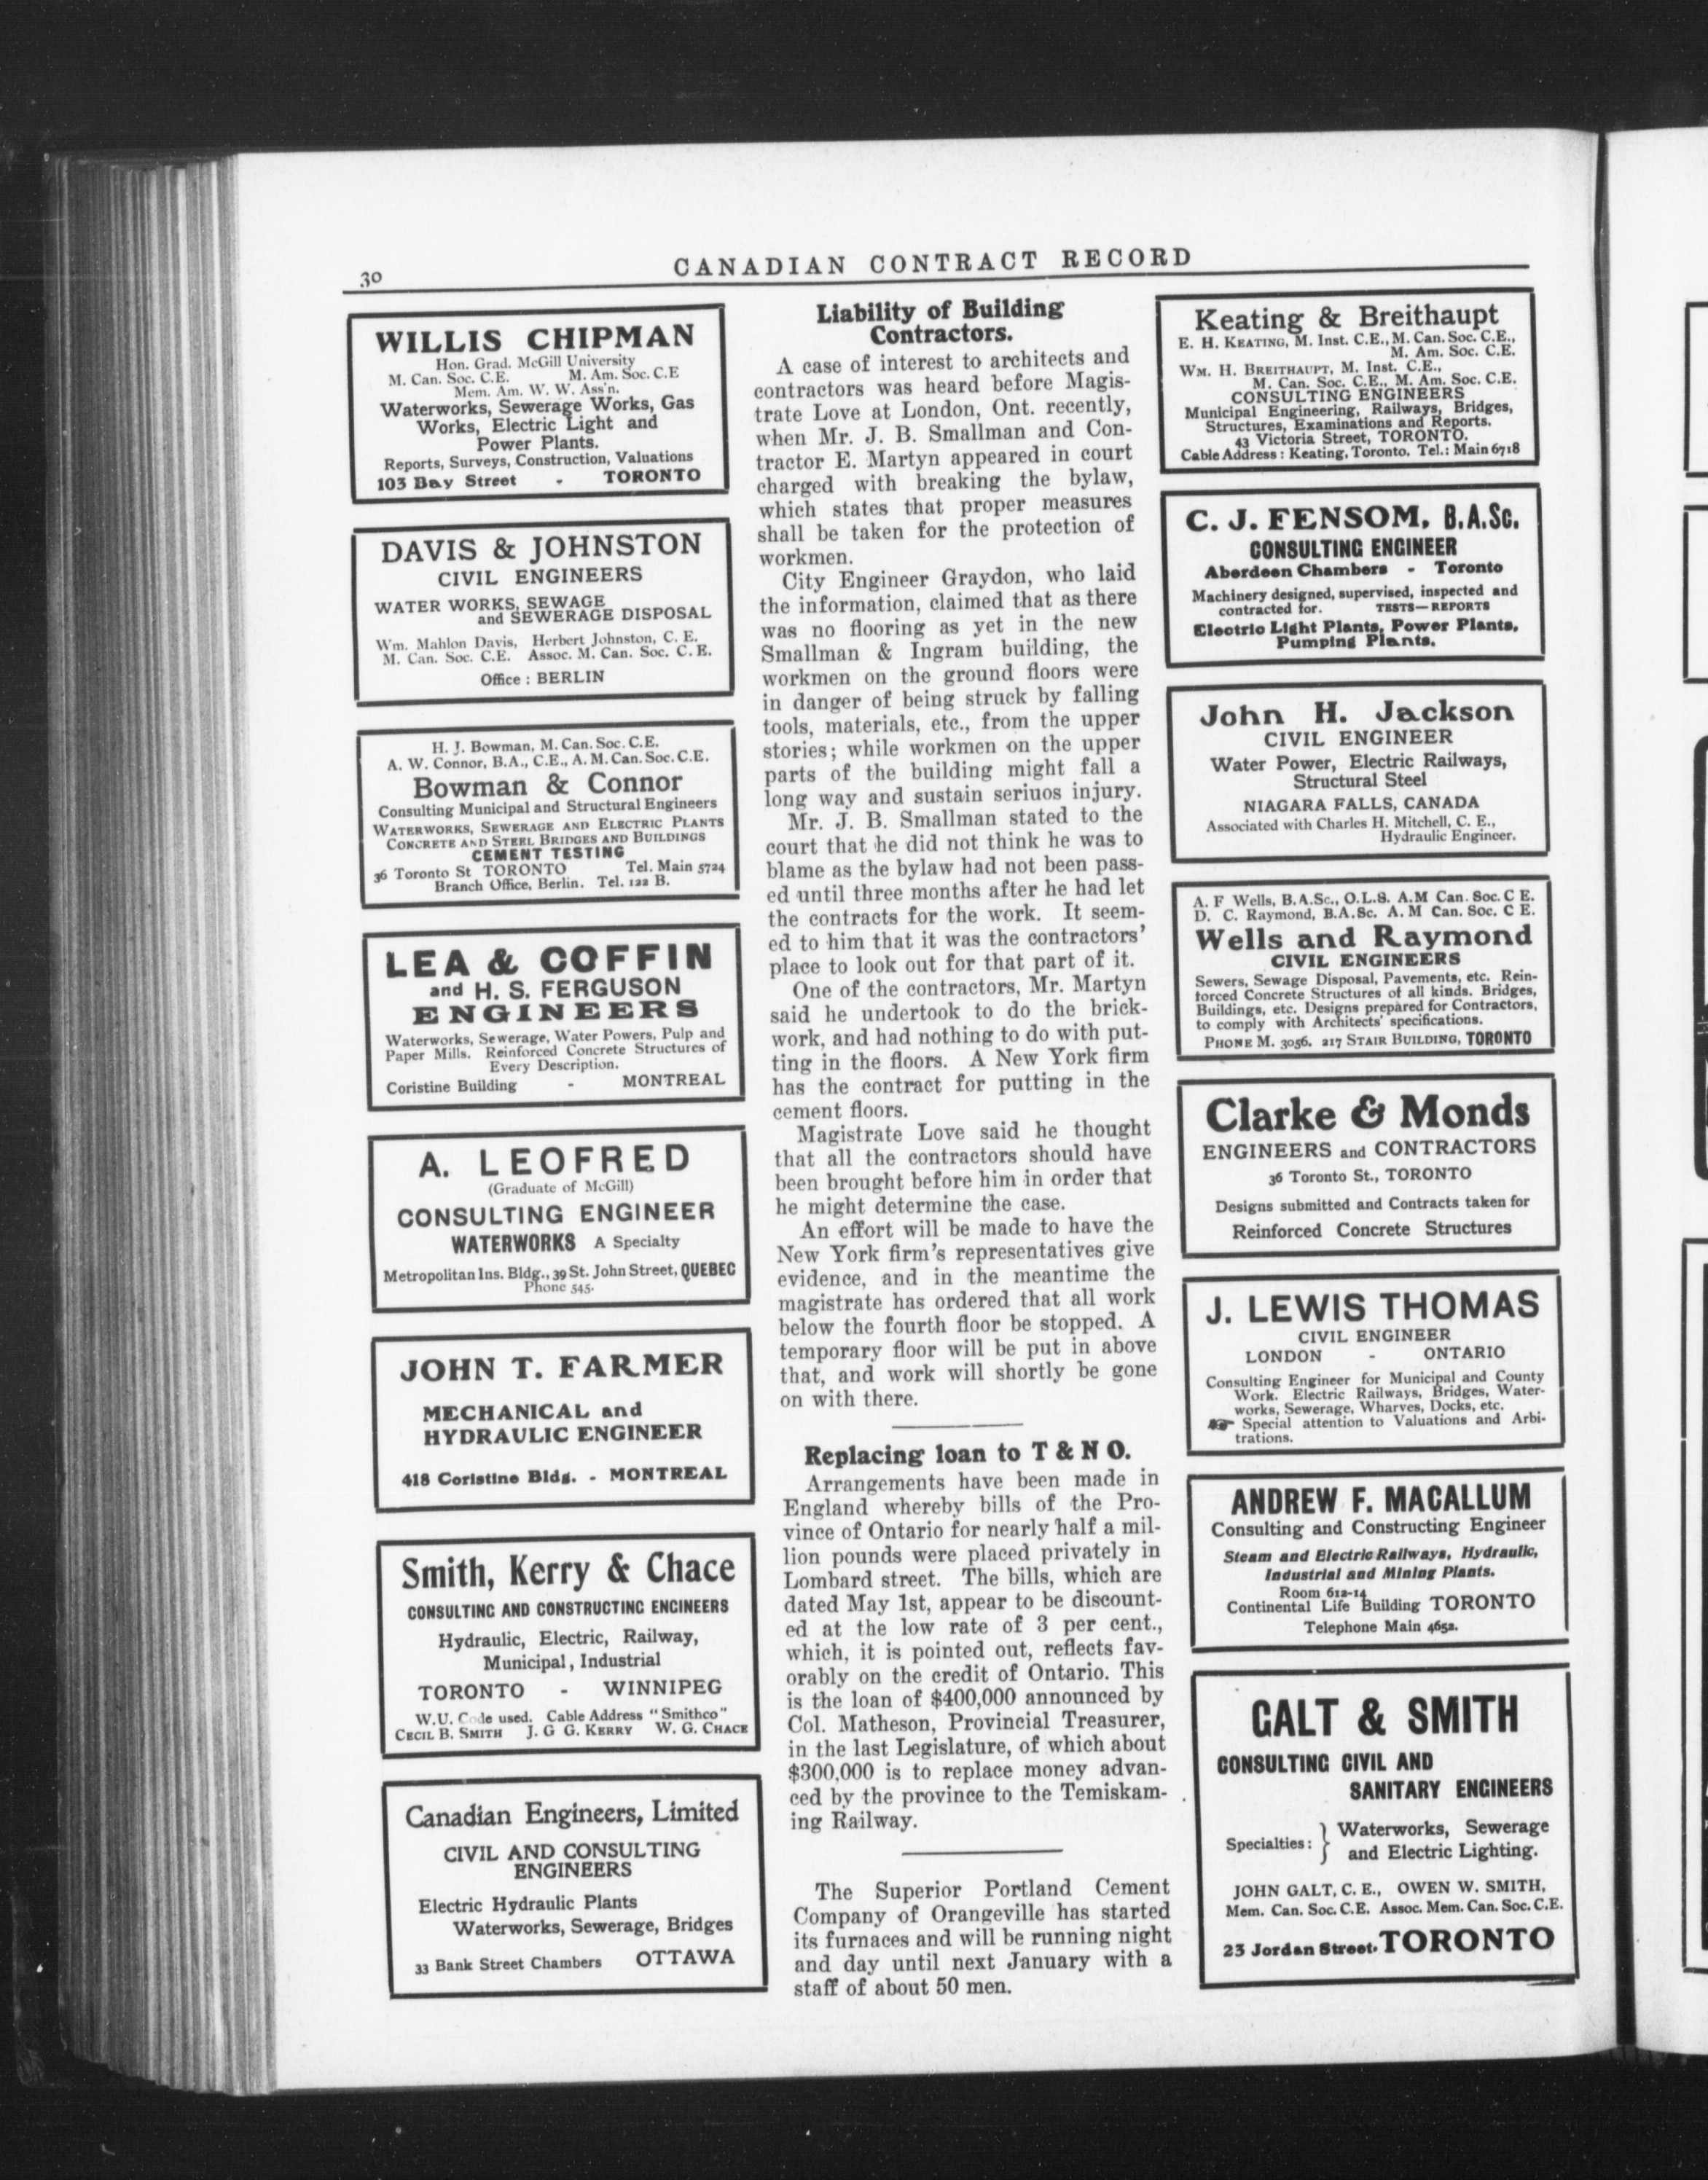 30
CANADIAN CONTRACT RECORD
WILLIS CHIPMAN
Hon. Grad. McGill University
M. Can. Soc. C.E. M. Am. Soc. C.E
Mem. Am. W. W. Ass'n.
Waterworks, Sewerage Works, Gas
Works, Electric Light and
Power Plants.
Reports, Surveys, Construction, Valuations
103 Bay Street - TORONTO
DAVIS & JOHNSTON
CIVIL ENGINEERS
WATER WORKS, SEWAGE
and SEWERAGE DISPOSAL
Wm. Mahlon Davis, Herbert Johnston, C. E.
M. Can. Soc. C.E. Assoc. M. Can. Soc. C. E.
Office : BERLIN
H. J. Bowman, M. Can. Soc. C.E.
A. W. Connor, B.A., C.E., A. M. Can. Soc. C.E.
Bowman & Connor
Consulting Municipal and Structural Engineers
WATERWORKS, SEWERAGE AND ELECTRIC PLANTS
CONCRETE AND STEEL BRIDGES AND BUILDINGS
CEMENT TESTING
36 Toronto St TORONTO Tel. Main 5724
Branch Office, Berlin. Tel. 122 B.
LEA & COFFIN
and H. S. FERGUSON
ENGINEERS
Waterworks, Sewerage, Water Powers, Pulp and
Paper Mills. Reinforced Concrete Structures of
Every Description.
Coristine Building - MONTREAL
A. LEOFRED
(Graduate of McGill)
CONSULTING ENGINEER
WATERWORKS A Specialty
Metropolitan Ins. Bldg., 39 St. John Street, QUEBEC
Phone 545.
JOHN T. FARMER
MECHANICAL and
HYDRAULIC ENGINEER
418 Coristine Bldg. - MONTREAL
Smith, Kerry & Chace
CONSULTING AND CONSTRUCTING ENGINEERS
Hydraulic, Electric, Railway,
Municipal, Industrial
TORONTO - WINNIPEG
W.U. Code used. Cable Address "Smithco"
CECIL B. SMITH J. G G. KERRY W. G. CHACE
Canadian Engineers, Limited
CIVIL AND CONSULTING
ENGINEERS
Electric Hydraulic Plants
Waterworks, Sewerage, Bridges
33 Bank Street Chambers OTTAWA
Liability of Building
Contractors.
A case of interest to architects and
contractors was heard before Magis-
trate Love at London, Ont. recently,
when Mr. J. B. Smallman and Con-
tractor E. Martyn appeared in court
charged with breaking the bylaw,
which states that proper measures
shall be taken for the protection of
workmen.
City Engineer Graydon, who laid
the information, claimed that as there
was no flooring as yet in the new
Smallman & Ingram building, the
workmen on the ground floors were
in danger of being struck by falling
tools, materials, etc., from the upper
stories; while workmen on the upper
parts of the building might fall a
long way and sustain seriuos injury.
Mr. J. B. Smallman stated to the
court that he did not think he was to
blame as the bylaw had not been pass-
ed until three months after he had let
the contracts for the work. It seem-
ed to him that it was the contractors'
place to look out for that part of it.
One of the contractors, Mr. Martyn
said he undertook to do the brick-
work, and had nothing to do with put-
ting in the floors. A New York firm
has the contract for putting in the
cement floors.
Magistrate Love said he thought
that all the contractors should have
been brought before him in order that
he might determine the case.
An effort will be made to have the
New York firm's representatives give
evidence, and in the meantime the
magistrate has ordered that all work
below the fourth floor be stopped. A
temporary floor will be put in above
that, and work will shortly be gone
on with there.
Replacing loan to T & N O.
Arrangements have been made in
England whereby bills of the Pro-
vince of Ontario for nearly half a mil-
lion pounds were placed privately in
Lombard street. The bills, which are
dated May 1st, appear to be discount-
ed at the low rate of 3 per cent.,
which, it is pointed out, reflects fav-
orably on the credit of Ontario. This
is the loan of $400,000 announced by
Col. Matheson, Provincial Treasurer,
in the last Legislature, of which about
$300,000 is to replace money advan-
ced by the province to the Temiskam-
ing Railway.
The Superior Portland Cement
Company of Orangeville has started
its furnaces and will be running night
and day until next January with a
staff of about 50 men.
Keating & Breithaupt
E. H. KEATING, M. Inst. C.E., M. Can. Soc. C.E.,
M. Am. Soc. C.E.
WM. H. BREITHAUPT, M. Inst. C.E.,
M. Can. Soc. C.E., M. Am. Soc. C.E.
CONSULTING ENGINEERS
Municipal Engineering, Railways, Bridges,
Structures, Examinations and Reports.
43 Victoria Street, TORONTO.
Cable Address : Keating, Toronto. Tel.: Main 6718
C. J. FENSOM, B.A.Sc.
CONSULTING ENGINEER
Aberdeen Chambers - Toronto
Machinery designed, supervised, inspected and
contracted for. TESTS—REPORTS
Electric Light Plants, Power Plants,
Pumping Plants.
John H. Jackson
CIVIL ENGINEER
Water Power, Electric Railways,
Structural Steel
NIAGARA FALLS, CANADA
Associated with Charles H. Mitchell, C. E.,
Hydraulic Engineer.
A. F Wells, B.A.Sc., O.L.S. A.M Can. Soc. C E.
D. C. Raymond, B.A.Sc. A. M Can. Soc. C E.
Wells and Raymond
CIVIL ENGINEERS
Sewers, Sewage Disposal, Pavements, etc. Rein-
forced Concrete Structures of all kinds. Bridges,
Buildings, etc. Designs prepared for Contractors,
to comply with Architects' specifications.
PHONE M. 3056. 217 STAIR BUILDING, TORONTO
Clarke & Monds
ENGINEERS and CONTRACTORS
36 Toronto St., TORONTO
Designs submitted and Contracts taken for
Reinforced Concrete Structures
J. LEWIS THOMAS
CIVIL ENGINEER
LONDON - ONTARIO
Consulting Engineer for Municipal and County
Work. Electric Railways, Bridges, Water-
works, Sewerage, Wharves, Docks, etc.
Special attention to Valuations and Arbi-
trations.
ANDREW F. MACALLUM
Consulting and Constructing Engineer
Steam and Electric Railways, Hydraulic,
Industrial and Mining Plants.
Room 612-14
Continental Life Building TORONTO
Telephone Main 4652.
GALT & SMITH
CONSULTING CIVIL AND
SANITARY ENGINEERS
Specialties: } Waterworks, Sewerage
and Electric Lighting.
JOHN GALT, C. E., OWEN W. SMITH,
Mem. Can. Soc. C.E. Assoc. Mem. Can. Soc. C.E.
23 Jordan Street. TORONTO